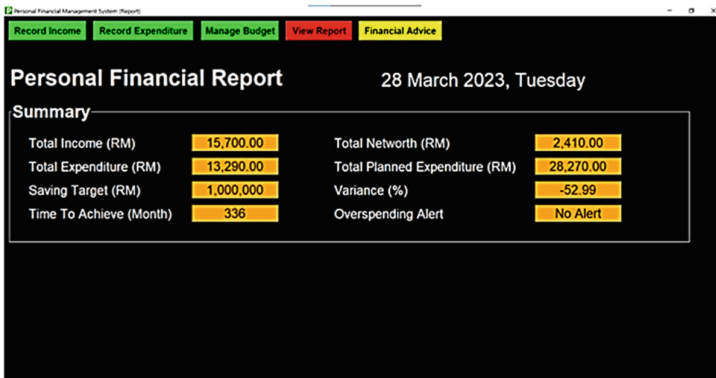 Personal Financial Management System (Report)
Record Income Record Expenditure Manage Budget View Report Financial Advice
Personal Financial Report 28 March 2023, Tuesday
Summary
Total Income (RM) 15,700.00 Total Networth (RM) 2,410.00
Total Expenditure (RM) 13,290.00 Total Planned Expenditure (RM) 28,270.00
Saving Target (RM) 1,000,000 Variance (%) -52.99
Time To Achieve (Month) 336 Overspending Alert No Alert